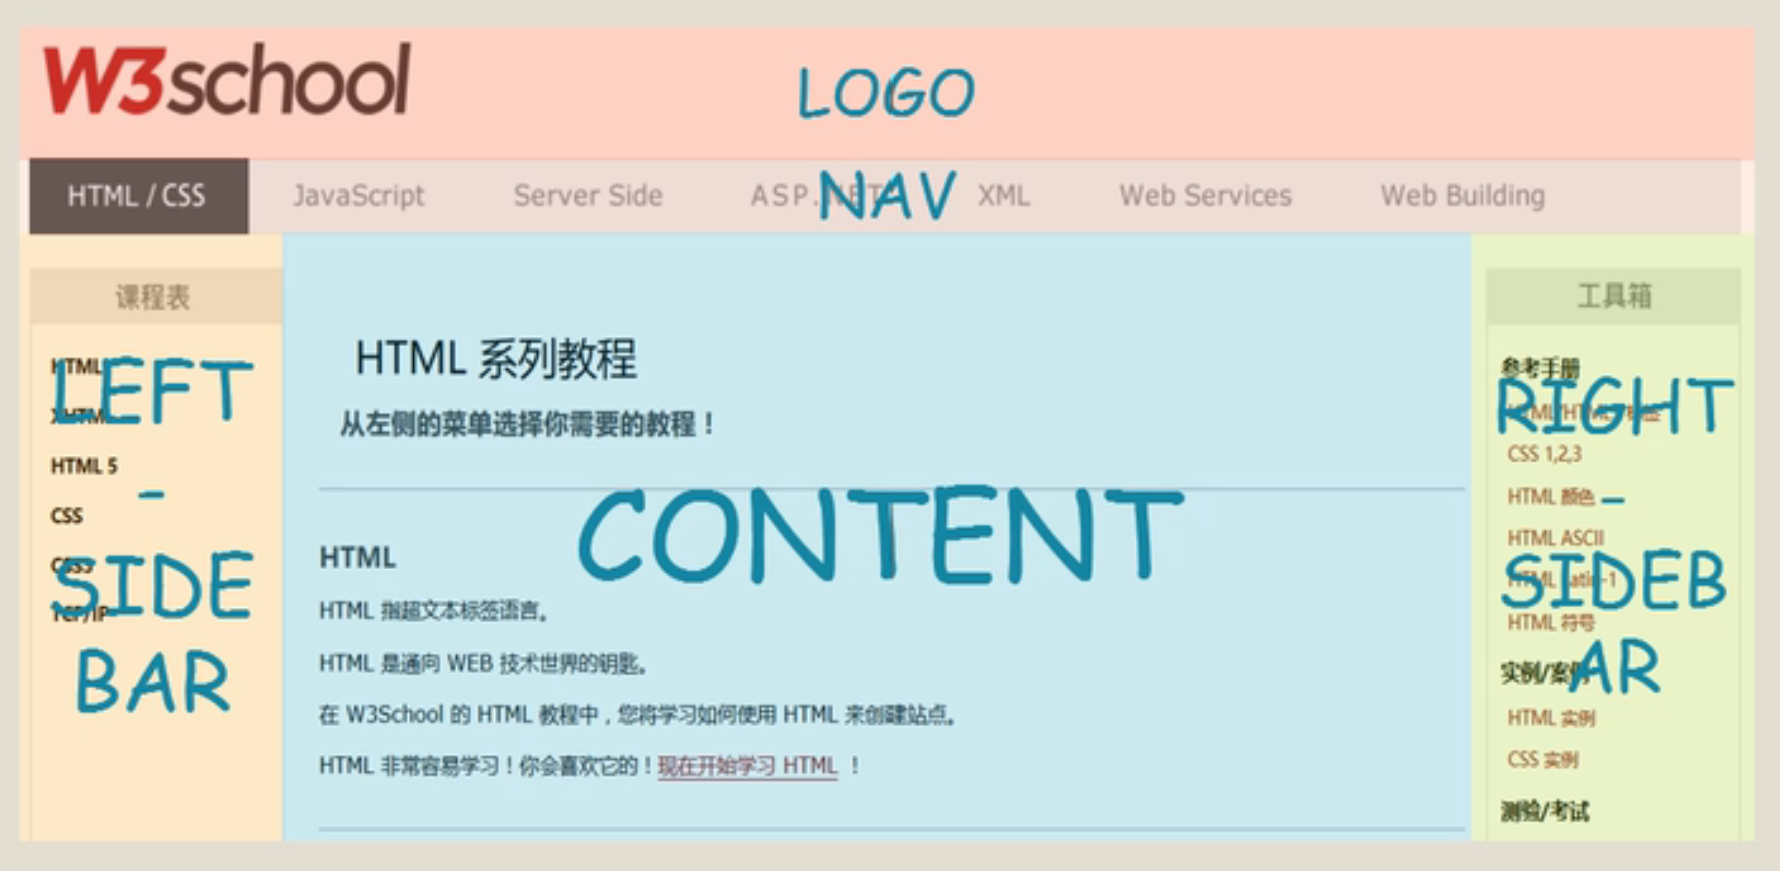 W3school
LOGO
HTML / CSS JavaScript Server Side ASP.NET XML Web Services Web Building
NAV
课程表
HTML
XHTML
HTML 5
CSS
CSS3
TCP/IP
LEFT
-
SIDE
BAR
HTML 系列教程
从左侧的菜单选择你需要的教程！
CONTENT
HTML
HTML 指超文本标签语言。
HTML 是通向 WEB 技术世界的钥匙。
在 W3School 的 HTML 教程中，您将学习如何使用 HTML 来创建站点。
HTML 非常容易学习！你会喜欢它的！现在开始学习 HTML ！
工具箱
参考手册
CSS 1,2,3
HTML 颜色
HTML ASCII
HTML Latin-1
HTML 符号
实例/案例
HTML 实例
CSS 实例
测验/考试
RIGHT
-
SIDEB
AR